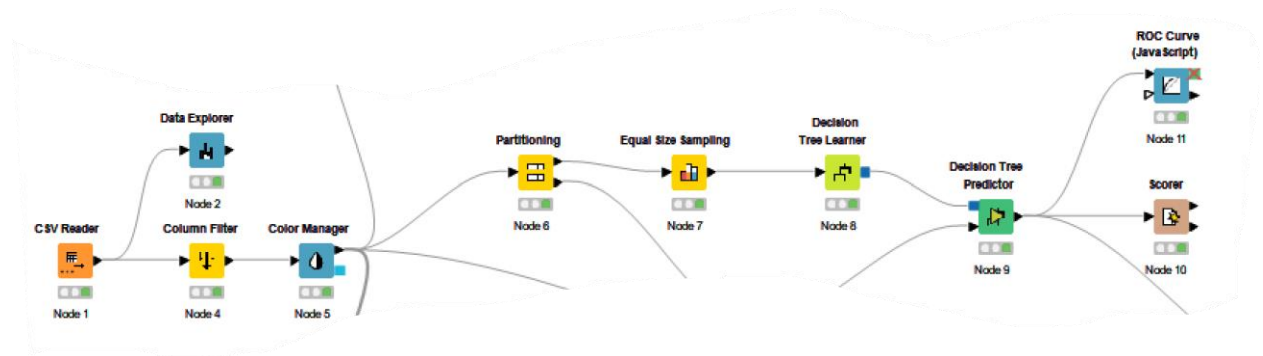 ROC Curve
(JavaScript)
Node 11
Data Explorer
Node 2
Partitioning
Node 6
Equal Size Sampling
Node 7
Decision
Tree Learner
Node 8
Decision Tree
Predictor
Node 9
Scorer
Node 10
CSV Reader
Node 1
Column Filter
Node 4
Color Manager
Node 5